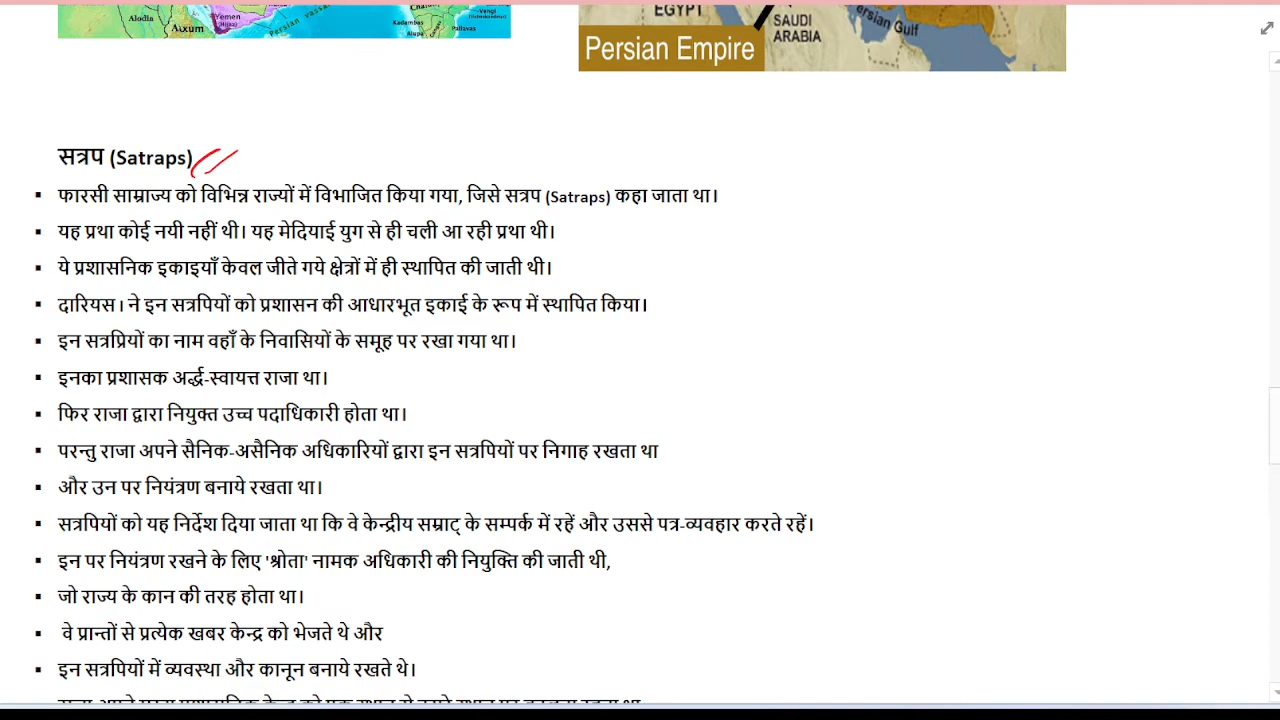 Alodia
Axum
Yemen
Persian vassal
Kadambas
Alupa
Pallavas
EGYPT
SAUDI
ARABIA
Persian Gulf
Persian Empire
सत्रप (Satraps)
▪ फारसी साम्राज्य को विभिन्न राज्यों में विभाजित किया गया, जिसे सत्रप (Satraps) कहा जाता था।
▪ यह प्रथा कोई नयी नहीं थी। यह मेदियाई युग से ही चली आ रही प्रथा थी।
▪ ये प्रशासनिक इकाइयाँ केवल जीते गये क्षेत्रों में ही स्थापित की जाती थी।
▪ दारियस। ने इन सत्रपियों को प्रशासन की आधारभूत इकाई के रूप में स्थापित किया।
▪ इन सत्रप्रियों का नाम वहाँ के निवासियों के समूह पर रखा गया था।
▪ इनका प्रशासक अर्द्ध-स्वायत्त राजा था।
▪ फिर राजा द्वारा नियुक्त उच्च पदाधिकारी होता था।
▪ परन्तु राजा अपने सैनिक-असैनिक अधिकारियों द्वारा इन सत्रपियों पर निगाह रखता था
▪ और उन पर नियंत्रण बनाये रखता था।
▪ सत्रपियों को यह निर्देश दिया जाता था कि वे केन्द्रीय सम्राट् के सम्पर्क में रहें और उससे पत्र-व्यवहार करते रहें।
▪ इन पर नियंत्रण रखने के लिए 'श्रोता' नामक अधिकारी की नियुक्ति की जाती थी,
▪ जो राज्य के कान की तरह होता था।
▪ वे प्रान्तों से प्रत्येक खबर केन्द्र को भेजते थे और
▪ इन सत्रपियों में व्यवस्था और कानून बनाये रखते थे।